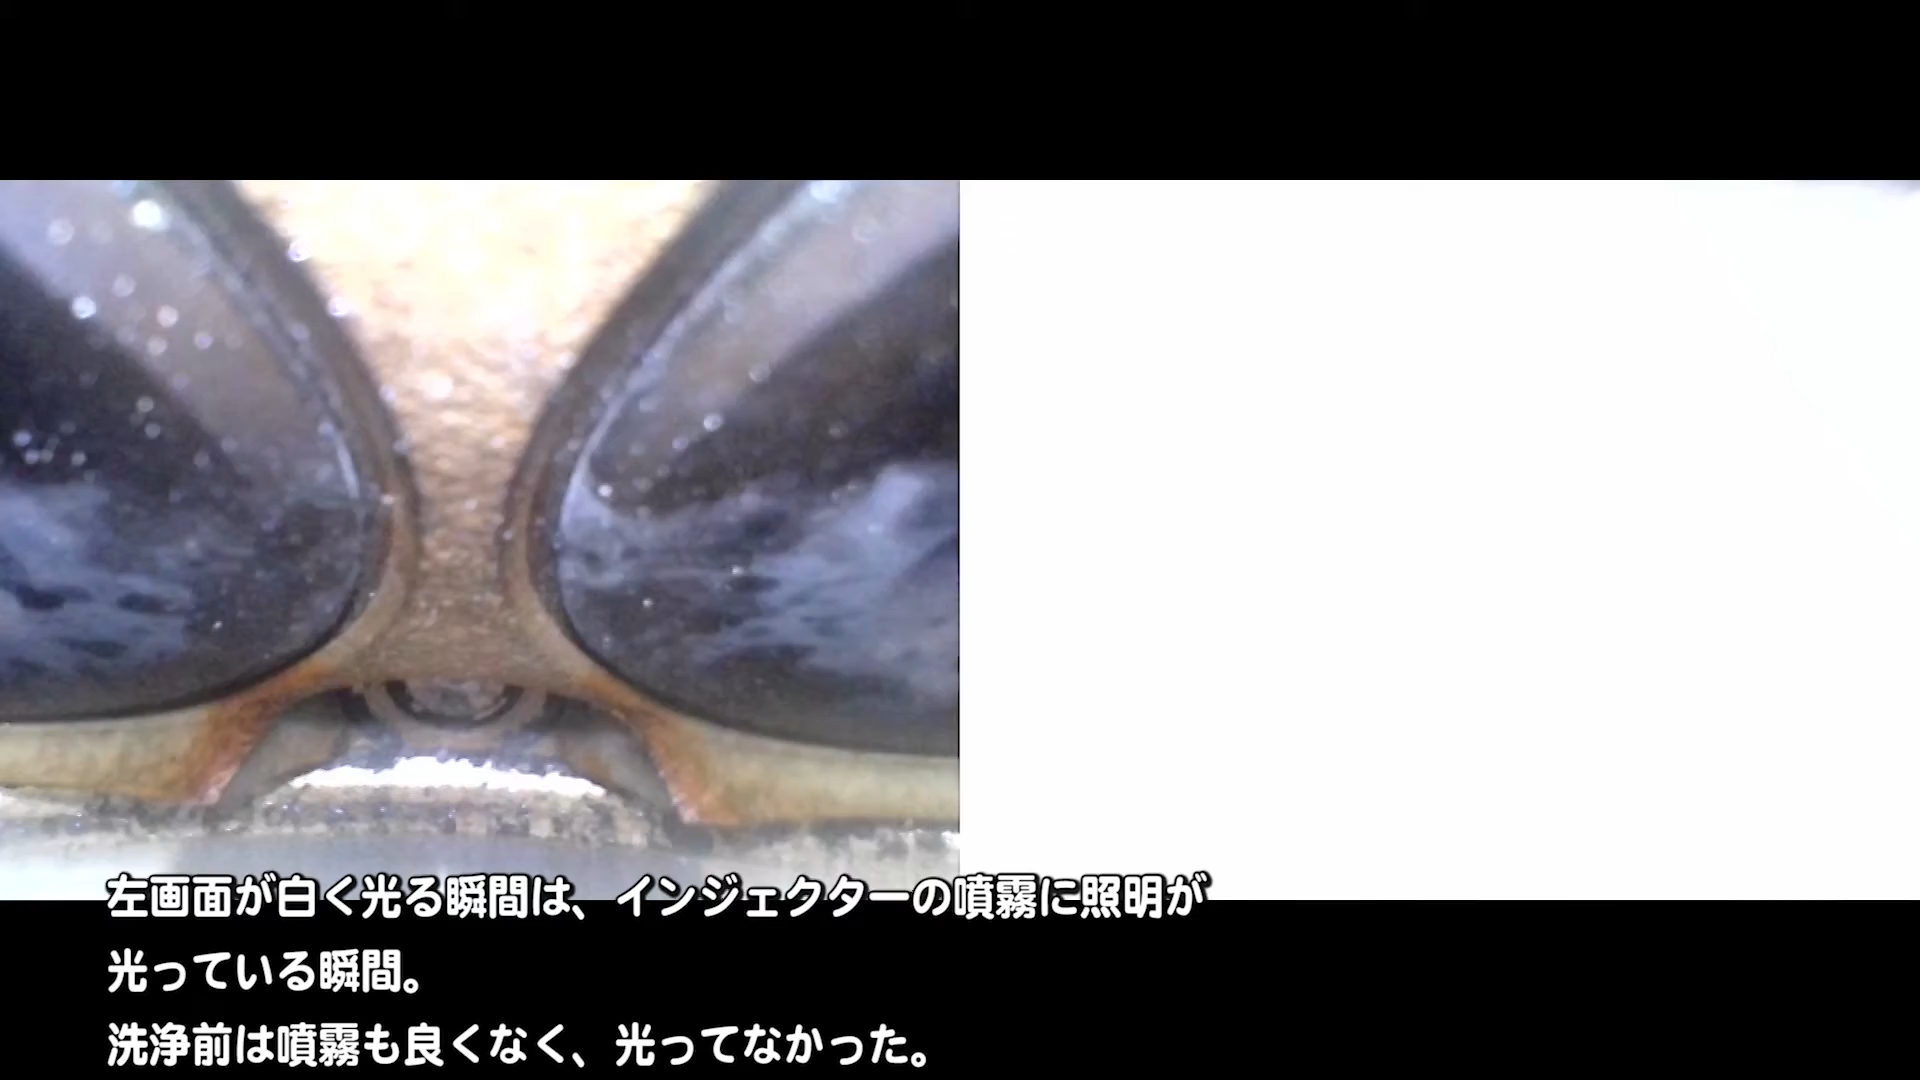 左画面が白く光る瞬間は、インジェクターの噴霧に照明が
光っている瞬間。
洗浄前は噴霧も良くなく、光ってなかった。